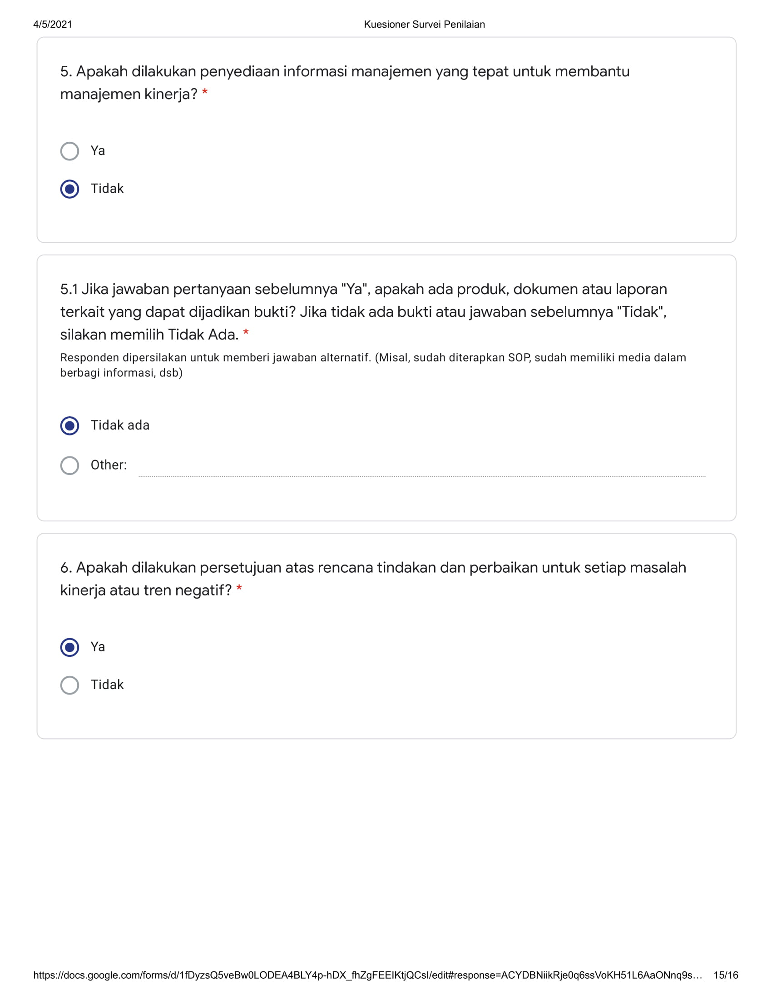 4/5/2021 Kuesioner Survei Penilaian
5. Apakah dilakukan penyediaan informasi manajemen yang tepat untuk membantu
manajemen kinerja? *
Ya
Tidak
5.1 Jika jawaban pertanyaan sebelumnya "Ya", apakah ada produk, dokumen atau laporan
terkait yang dapat dijadikan bukti? Jika tidak ada bukti atau jawaban sebelumnya "Tidak",
silakan memilih Tidak Ada. *
Responden dipersilakan untuk memberi jawaban alternatif. (Misal, sudah diterapkan SOP, sudah memiliki media dalam
berbagi informasi, dsb)
Tidak ada
Other:
6. Apakah dilakukan persetujuan atas rencana tindakan dan perbaikan untuk setiap masalah
kinerja atau tren negatif? *
Ya
Tidak
https://docs.google.com/forms/d/1fDyzsQ5veBw0LODEA4BLY4p-hDX_fhZgFEEIKtjQCsI/edit#response=ACYDBNiikRje0q6ssVoKH51L6AaONnq9s… 15/16